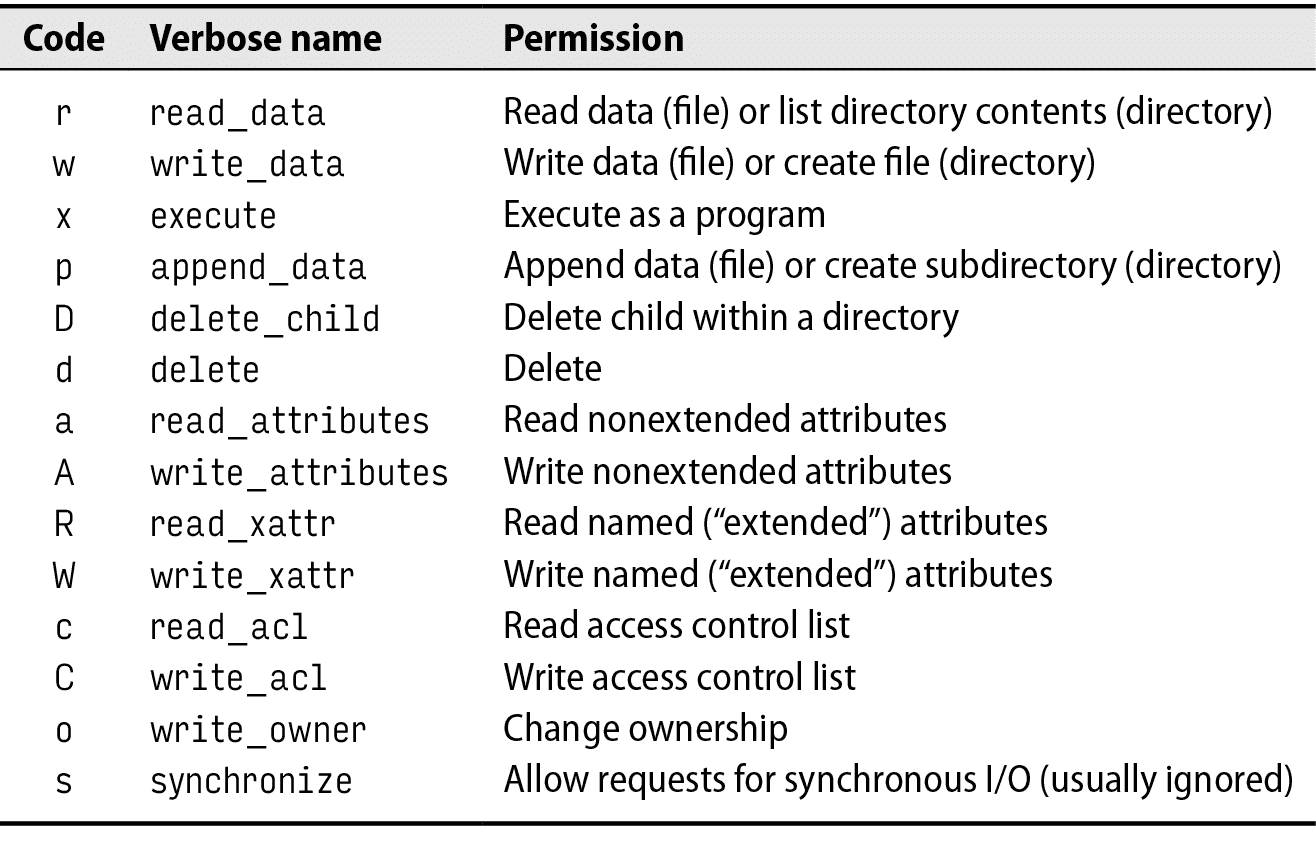 Code Verbose name Permission
r read_data Read data (file) or list directory contents (directory)
w write_data Write data (file) or create file (directory)
x execute Execute as a program
p append_data Append data (file) or create subdirectory (directory)
D delete_child Delete child within a directory
d delete Delete
a read_attributes Read nonextended attributes
A write_attributes Write nonextended attributes
R read_xattr Read named (“extended”) attributes
W write_xattr Write named (“extended”) attributes
c read_acl Read access control list
C write_acl Write access control list
o write_owner Change ownership
s synchronize Allow requests for synchronous I/O (usually ignored)